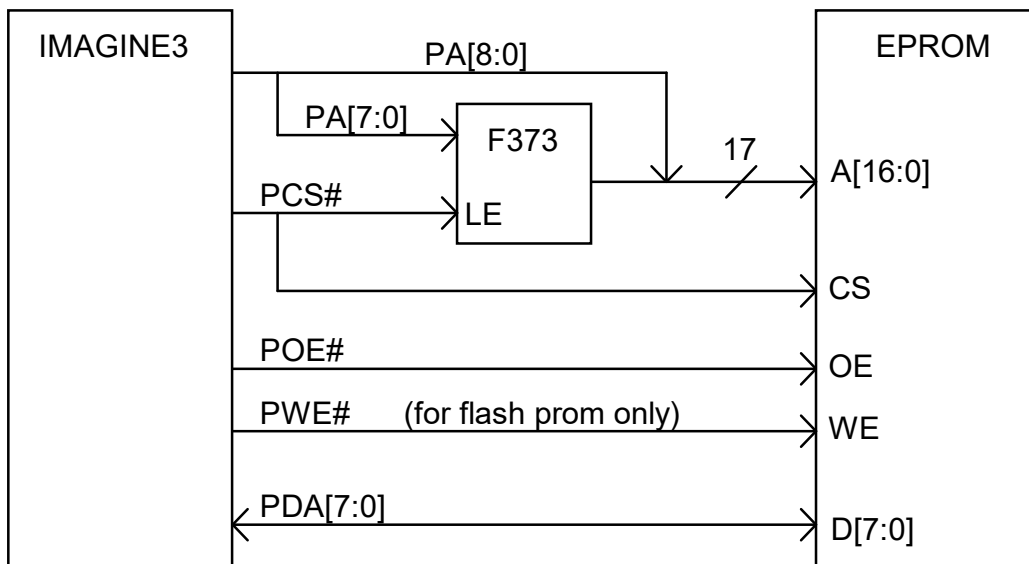 IMAGINE3
EPROM
PA[8:0]
PA[7:0]
F373
17
A[16:0]
PCS#
LE
CS
POE#
OE
PWE# (for flash prom only)
WE
PDA[7:0]
D[7:0]